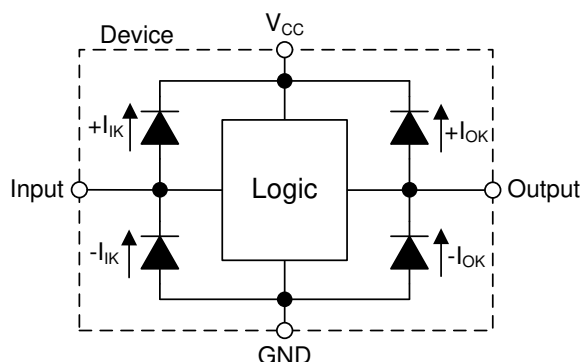 Device
VCC
+IIK
+IOK
Input
Logic
Output
-IIK
-IOK
GND